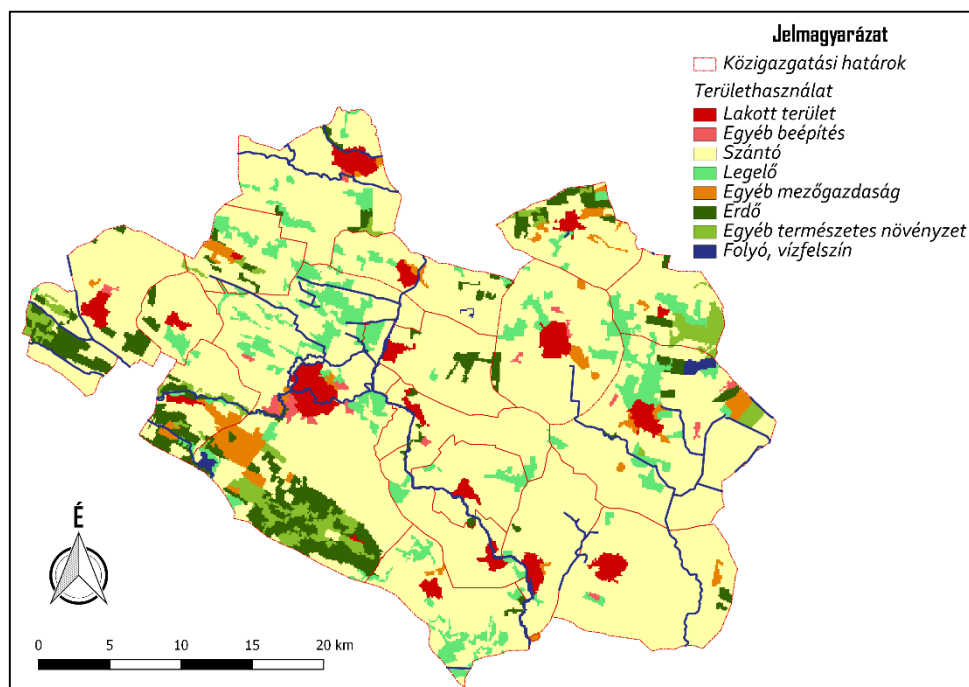 Jelmagyarázat
Közigazgatási határok
Területhasználat
Lakott terület
Egyéb beépítés
Szántó
Legelő
Egyéb mezőgazdaság
Erdő
Egyéb természetes növényzet
Folyó, vízfelszín
É
0 5 10 15 20 km